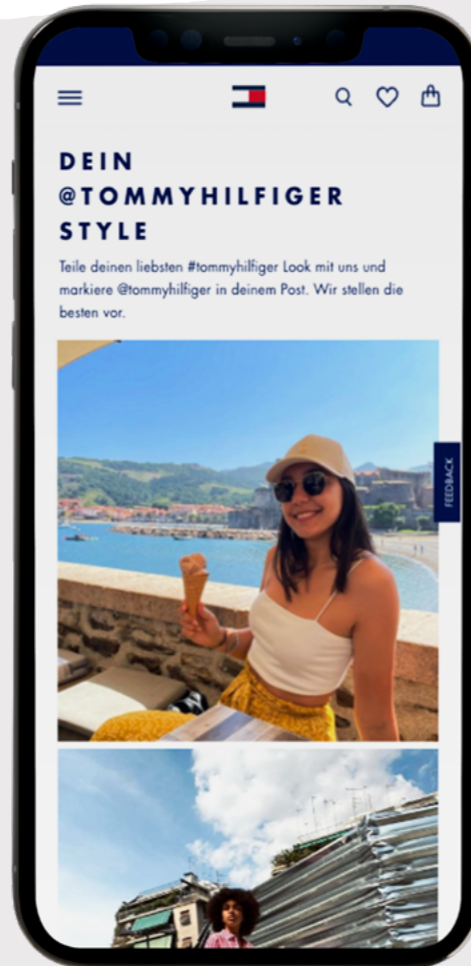 DEIN
@TOMMYHILFIGER
STYLE
Teile deinen liebsten #tommyhilfiger Look mit uns und
markiere @tommyhilfiger in deinem Post. Wir stellen die
besten vor.
FEEDBACK